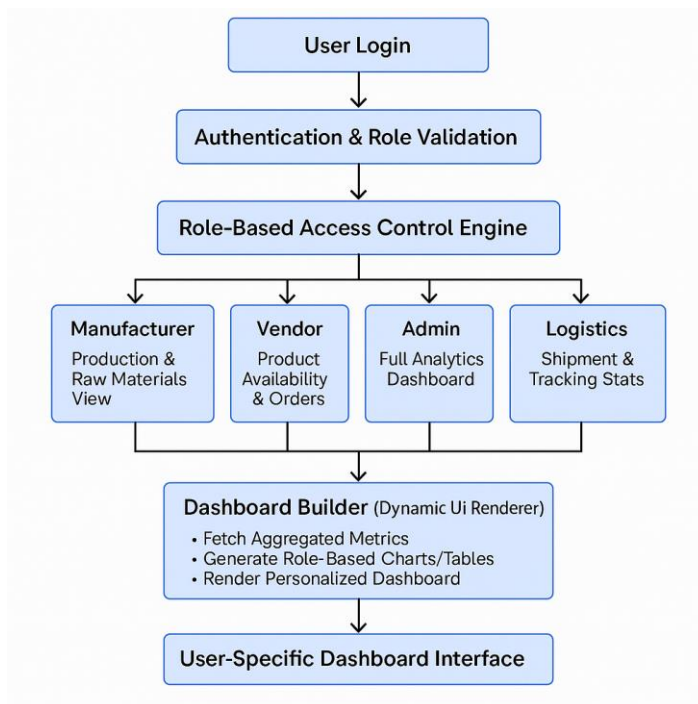 User Login
Authentication & Role Validation
Role-Based Access Control Engine
Manufacturer
Production &
Raw Materials
View
Vendor
Product
Availability
& Orders
Admin
Full Analytics
Dashboard
Logistics
Shipment &
Tracking Stats
Dashboard Builder (Dynamic Ui Renderer)
• Fetch Aggregated Metrics
• Generate Role-Based Charts/Tables
• Render Personalized Dashboard
User-Specific Dashboard Interface